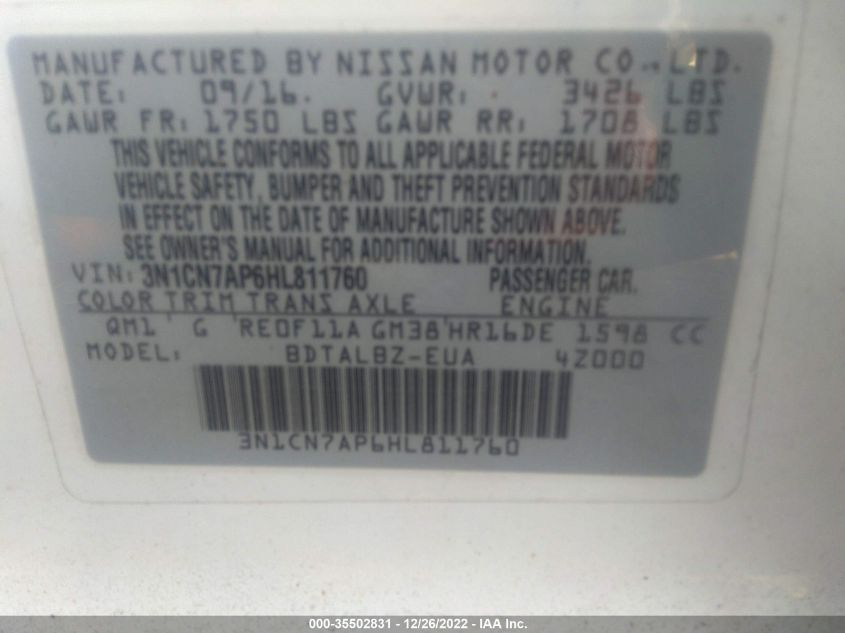 MANUFACTURED BY NISSAN MOTOR CO., LTD.
DATE: 09/16. GVWR: 3426 LBS
GAWR FR: 1750 LBS GAWR RR: 1708 LBS
THIS VEHICLE CONFORMS TO ALL APPLICABLE FEDERAL MOTOR
VEHICLE SAFETY, BUMPER AND THEFT PREVENTION STANDARDS
IN EFFECT ON THE DATE OF MANUFACTURE SHOWN ABOVE.
SEE OWNER'S MANUAL FOR ADDITIONAL INFORMATION.
VIN: 3N1CN7AP6HL811760 PASSENGER CAR.
COLOR TRIM TRANS AXLE ENGINE
QM1 G RE0F11A GM38 HR16DE 1598 CC
MODEL: BDTALBZ-EUA 4Z000
3N1CN7AP6HL811760
000-35502831 - 12/26/2022 - IAA Inc.